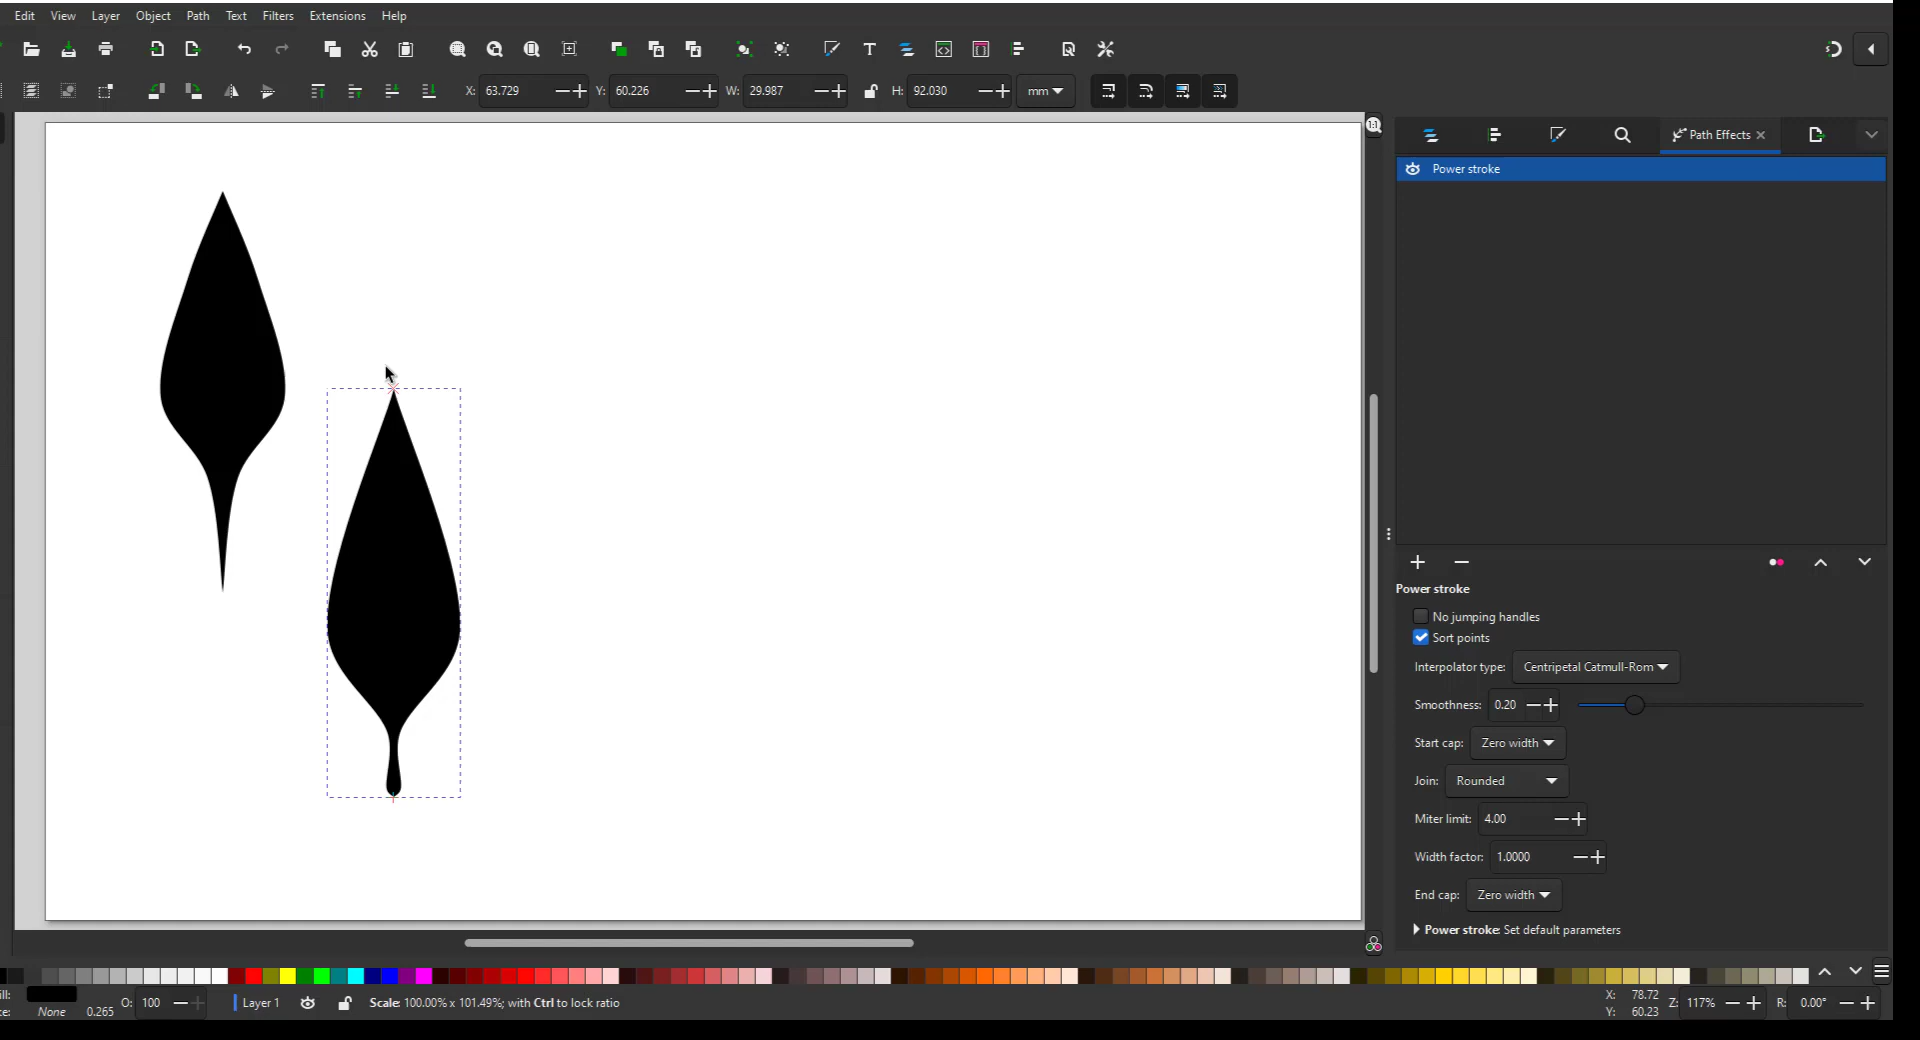 Edit View Layer Object Path Text Filters Extensions Help
X: 63.729 Y: 60.226 W: 29.987 H: 92.030 mm
Path Effects
Power stroke
Power stroke
No jumping handles
Sort points
Interpolator type: Centripetal Catmull-Rom
Smoothness: 0.20
Start cap: Zero width
Join: Rounded
Miter limit: 4.00
Width factor: 1.0000
End cap: Zero width
Power stroke: Set default parameters
ill: O: 100 Layer 1 Scale: 100.00% x 101.49%; with Ctrl to lock ratio X: 78.72 Z: 117% R: 0.00°
e: None 0.265 Y: 60.23